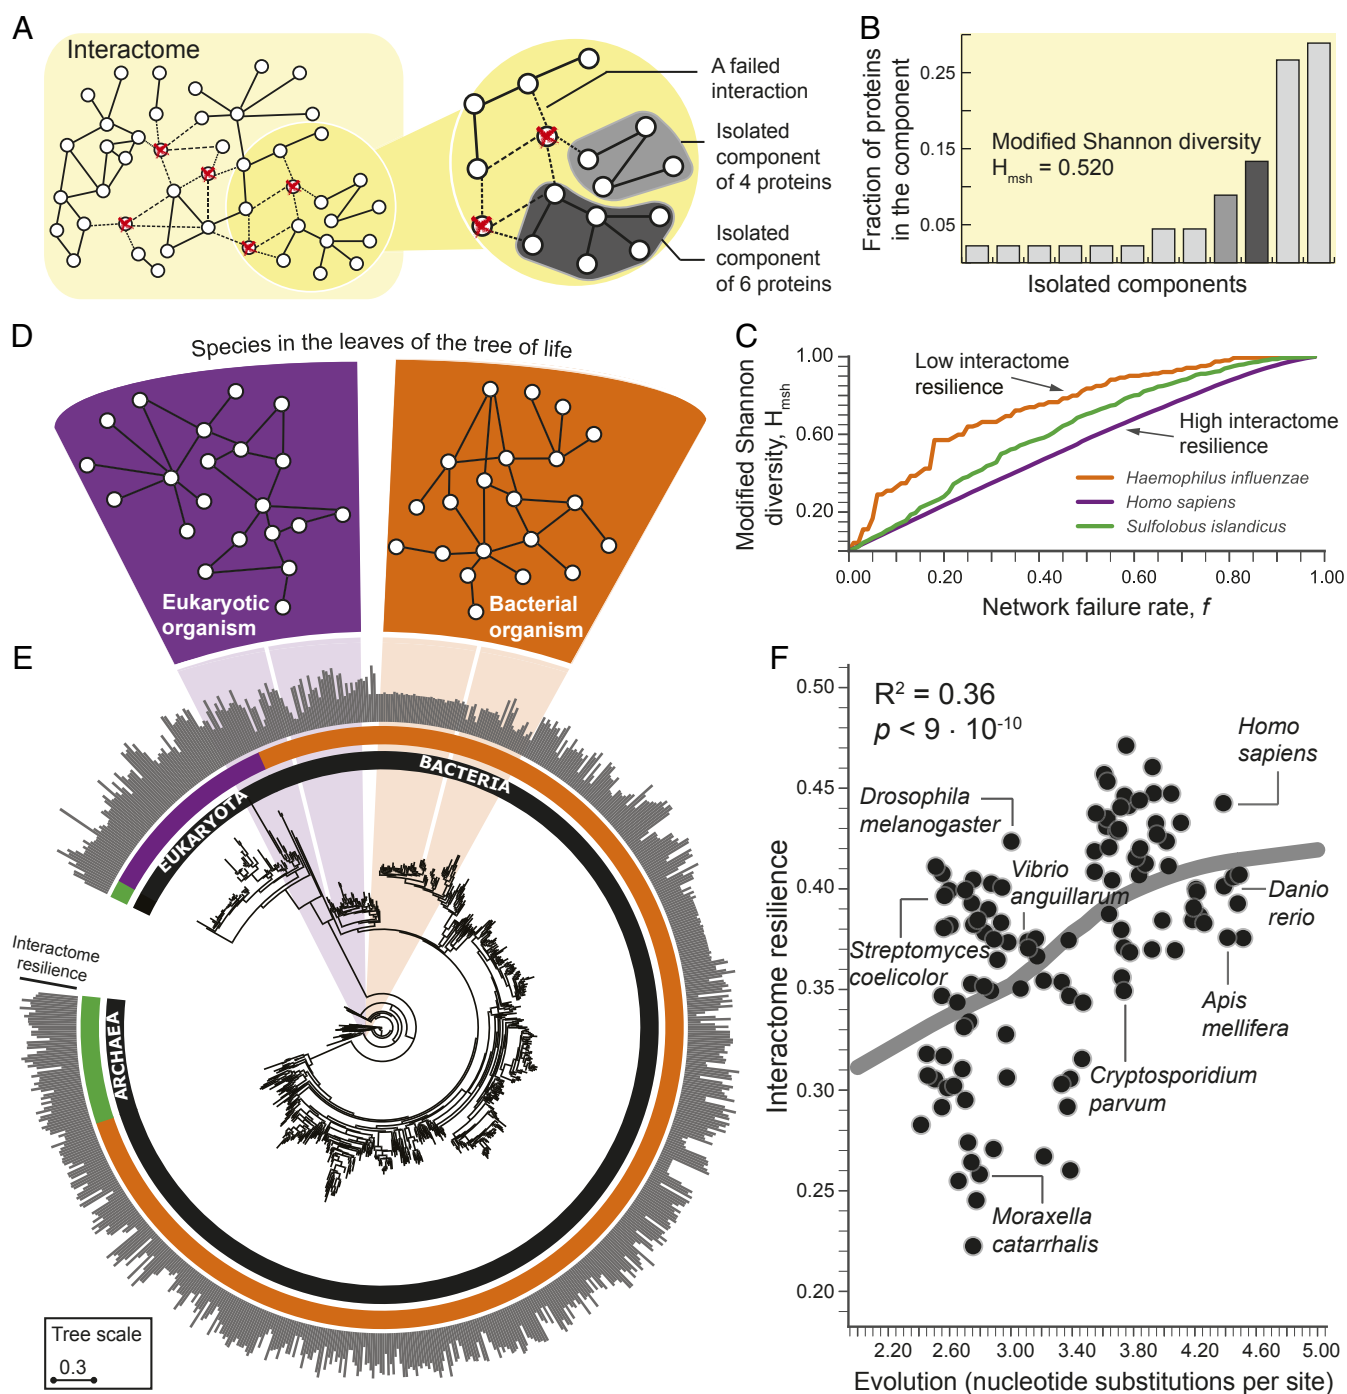 A
Interactome
A failed
interaction
Isolated
component
of 4 proteins
Isolated
component
of 6 proteins
B
Fraction of proteins
in the component
0.25
0.15
0.05
Modified Shannon diversity
Hmsh = 0.520
Isolated components
D
Species in the leaves of the tree of life
Eukaryotic
organism
Bacterial
organism
C
Modified Shannon
diversity, Hmsh
1.00
0.60
0.20
Low interactome
resilience
High interactome
resilience
Haemophilus influenzae
Homo sapiens
Sulfolobus islandicus
0.00 0.20 0.40 0.60 0.80 1.00
Network failure rate, f
E
EUKARYOTA
BACTERIA
ARCHAEA
Interactome
resilience
Tree scale
0.3
F
Interactome resilience
0.50
0.45
0.40
0.35
0.30
0.25
0.20
R² = 0.36
p < 9 · 10⁻¹⁰
Homo
sapiens
Drosophila
melanogaster
Vibrio
anguillarum
Streptomyces
coelicolor
Danio
rerio
Apis
mellifera
Cryptosporidium
parvum
Moraxella
catarrhalis
2.20 3.00 3.40 3.80 4.20 4.60 5.00
Evolution (nucleotide substitutions per site)